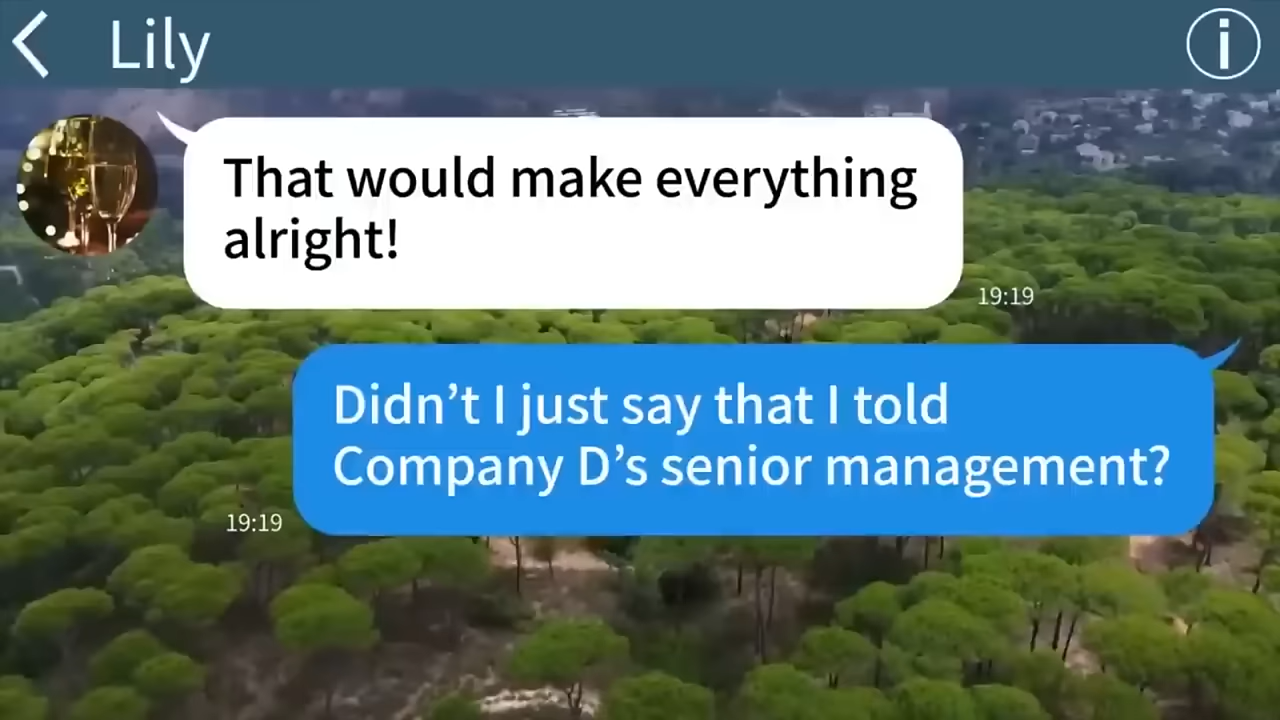 Lily
That would make everything
alright!
19:19
Didn’t I just say that I told
Company D’s senior management?
19:19